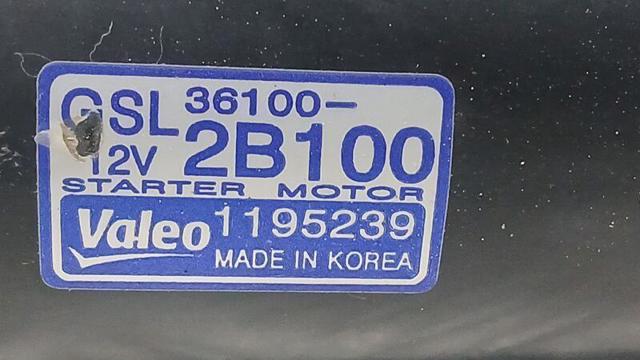 GSL 36100-
12V 2B100
STARTER MOTOR
Valeo 1195239
MADE IN KOREA